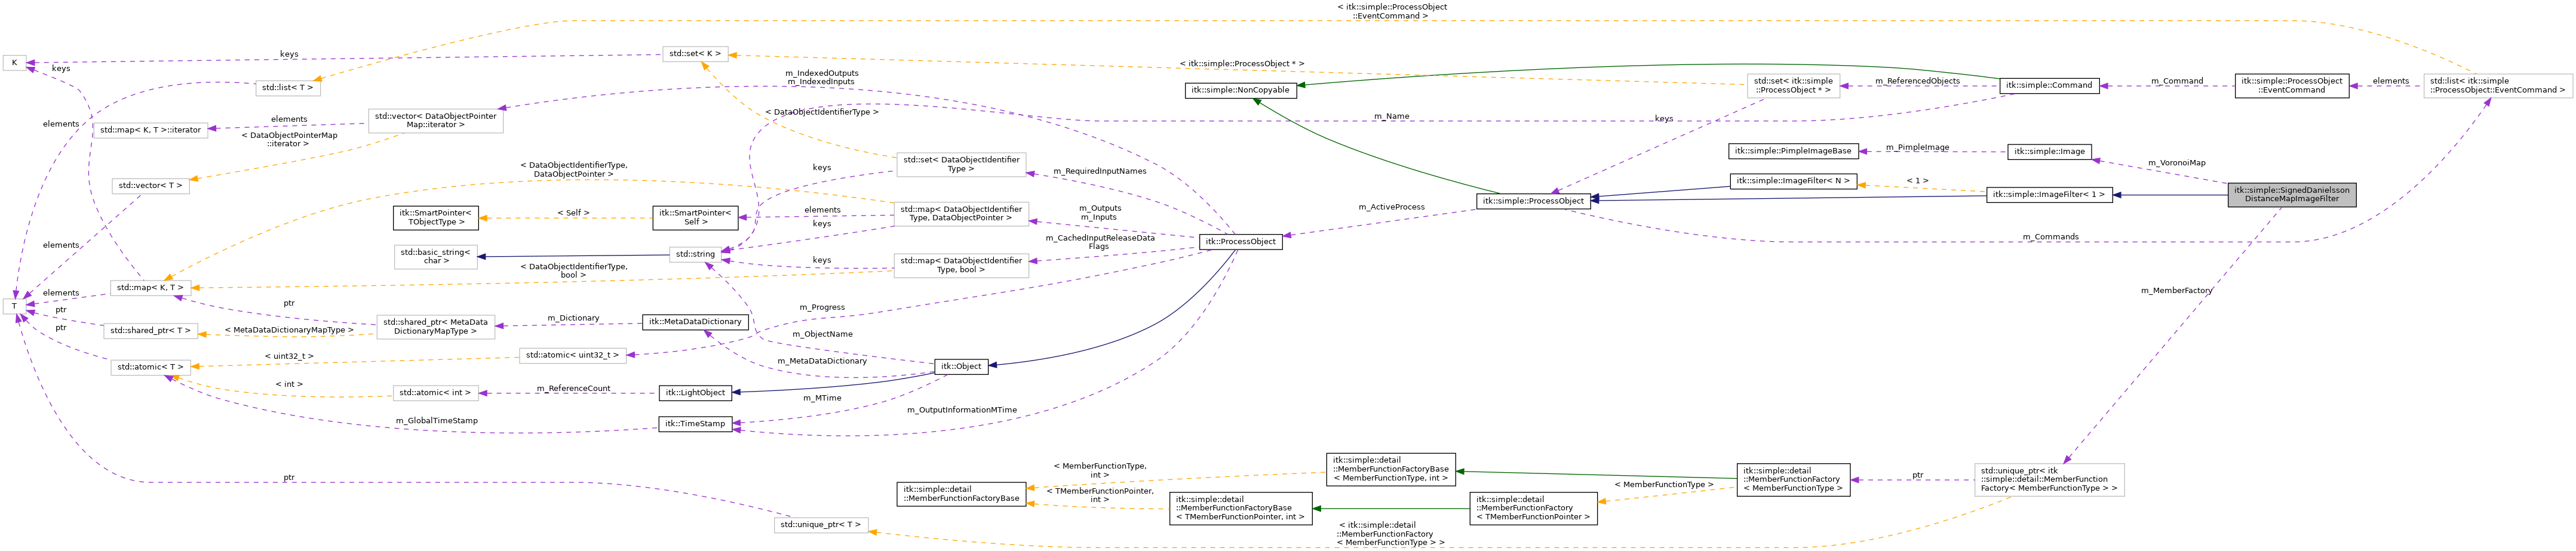 < itk::simple::ProcessObject
::EventCommand >
K
keys
std::set< K >
keys
std::list< T >
< itk::simple::ProcessObject * >
m_IndexedOutputs
m_IndexedInputs
itk::simple::NonCopyable
std::set< itk::simple
::ProcessObject * >
m_ReferencedObjects
itk::simple::Command
m_Command
itk::simple::ProcessObject
::EventCommand
elements
std::list< itk::simple
::ProcessObject::EventCommand >
elements
std::map< K, T >::iterator
elements
std::vector< DataObjectPointer
Map::iterator >
< DataObjectIdentifierType >
m_Name
keys
< DataObjectPointerMap
::iterator >
std::vector< T >
< DataObjectIdentifierType,
DataObjectPointer >
keys
std::set< DataObjectIdentifier
Type >
m_RequiredInputNames
itk::simple::PimpleImageBase
m_PimpleImage
itk::simple::Image
m_VoronoiMap
itk::simple::ImageFilter< N >
< 1 >
itk::simple::ImageFilter< 1 >
itk::simple::SignedDanielsson
DistanceMapImageFilter
itk::simple::ProcessObject
m_ActiveProcess
m_Commands
itk::SmartPointer<
TObjectType >
< Self >
itk::SmartPointer<
Self >
elements
keys
std::map< DataObjectIdentifier
Type, DataObjectPointer >
m_Outputs
m_Inputs
itk::ProcessObject
elements
std::basic_string<
char >
std::string
keys
std::map< DataObjectIdentifier
Type, bool >
m_CachedInputReleaseData
Flags
< DataObjectIdentifierType,
bool >
std::map< K, T >
elements
T
ptr
ptr
ptr
std::shared_ptr< T >
< MetaDataDictionaryMapType >
std::shared_ptr< MetaData
DictionaryMapType >
m_Dictionary
itk::MetaDataDictionary
m_Progress
m_ObjectName
m_MetaDataDictionary
m_MemberFactory
std::atomic< T >
< uint32_t >
std::atomic< uint32_t >
< int >
std::atomic< int >
m_ReferenceCount
itk::LightObject
itk::Object
m_MTime
m_OutputInformationMTime
m_GlobalTimeStamp
itk::TimeStamp
ptr
std::unique_ptr< T >
itk::simple::detail
::MemberFunctionFactoryBase
< MemberFunctionType,
int >
< TMemberFunctionPointer,
int >
itk::simple::detail
::MemberFunctionFactoryBase
< MemberFunctionType, int >
itk::simple::detail
::MemberFunctionFactoryBase
< TMemberFunctionPointer, int >
itk::simple::detail
::MemberFunctionFactory
< TMemberFunctionPointer >
< MemberFunctionType >
itk::simple::detail
::MemberFunctionFactory
< MemberFunctionType >
ptr
std::unique_ptr< itk
::simple::detail::MemberFunction
Factory< MemberFunctionType > >
< itk::simple::detail
::MemberFunctionFactory
< MemberFunctionType > >